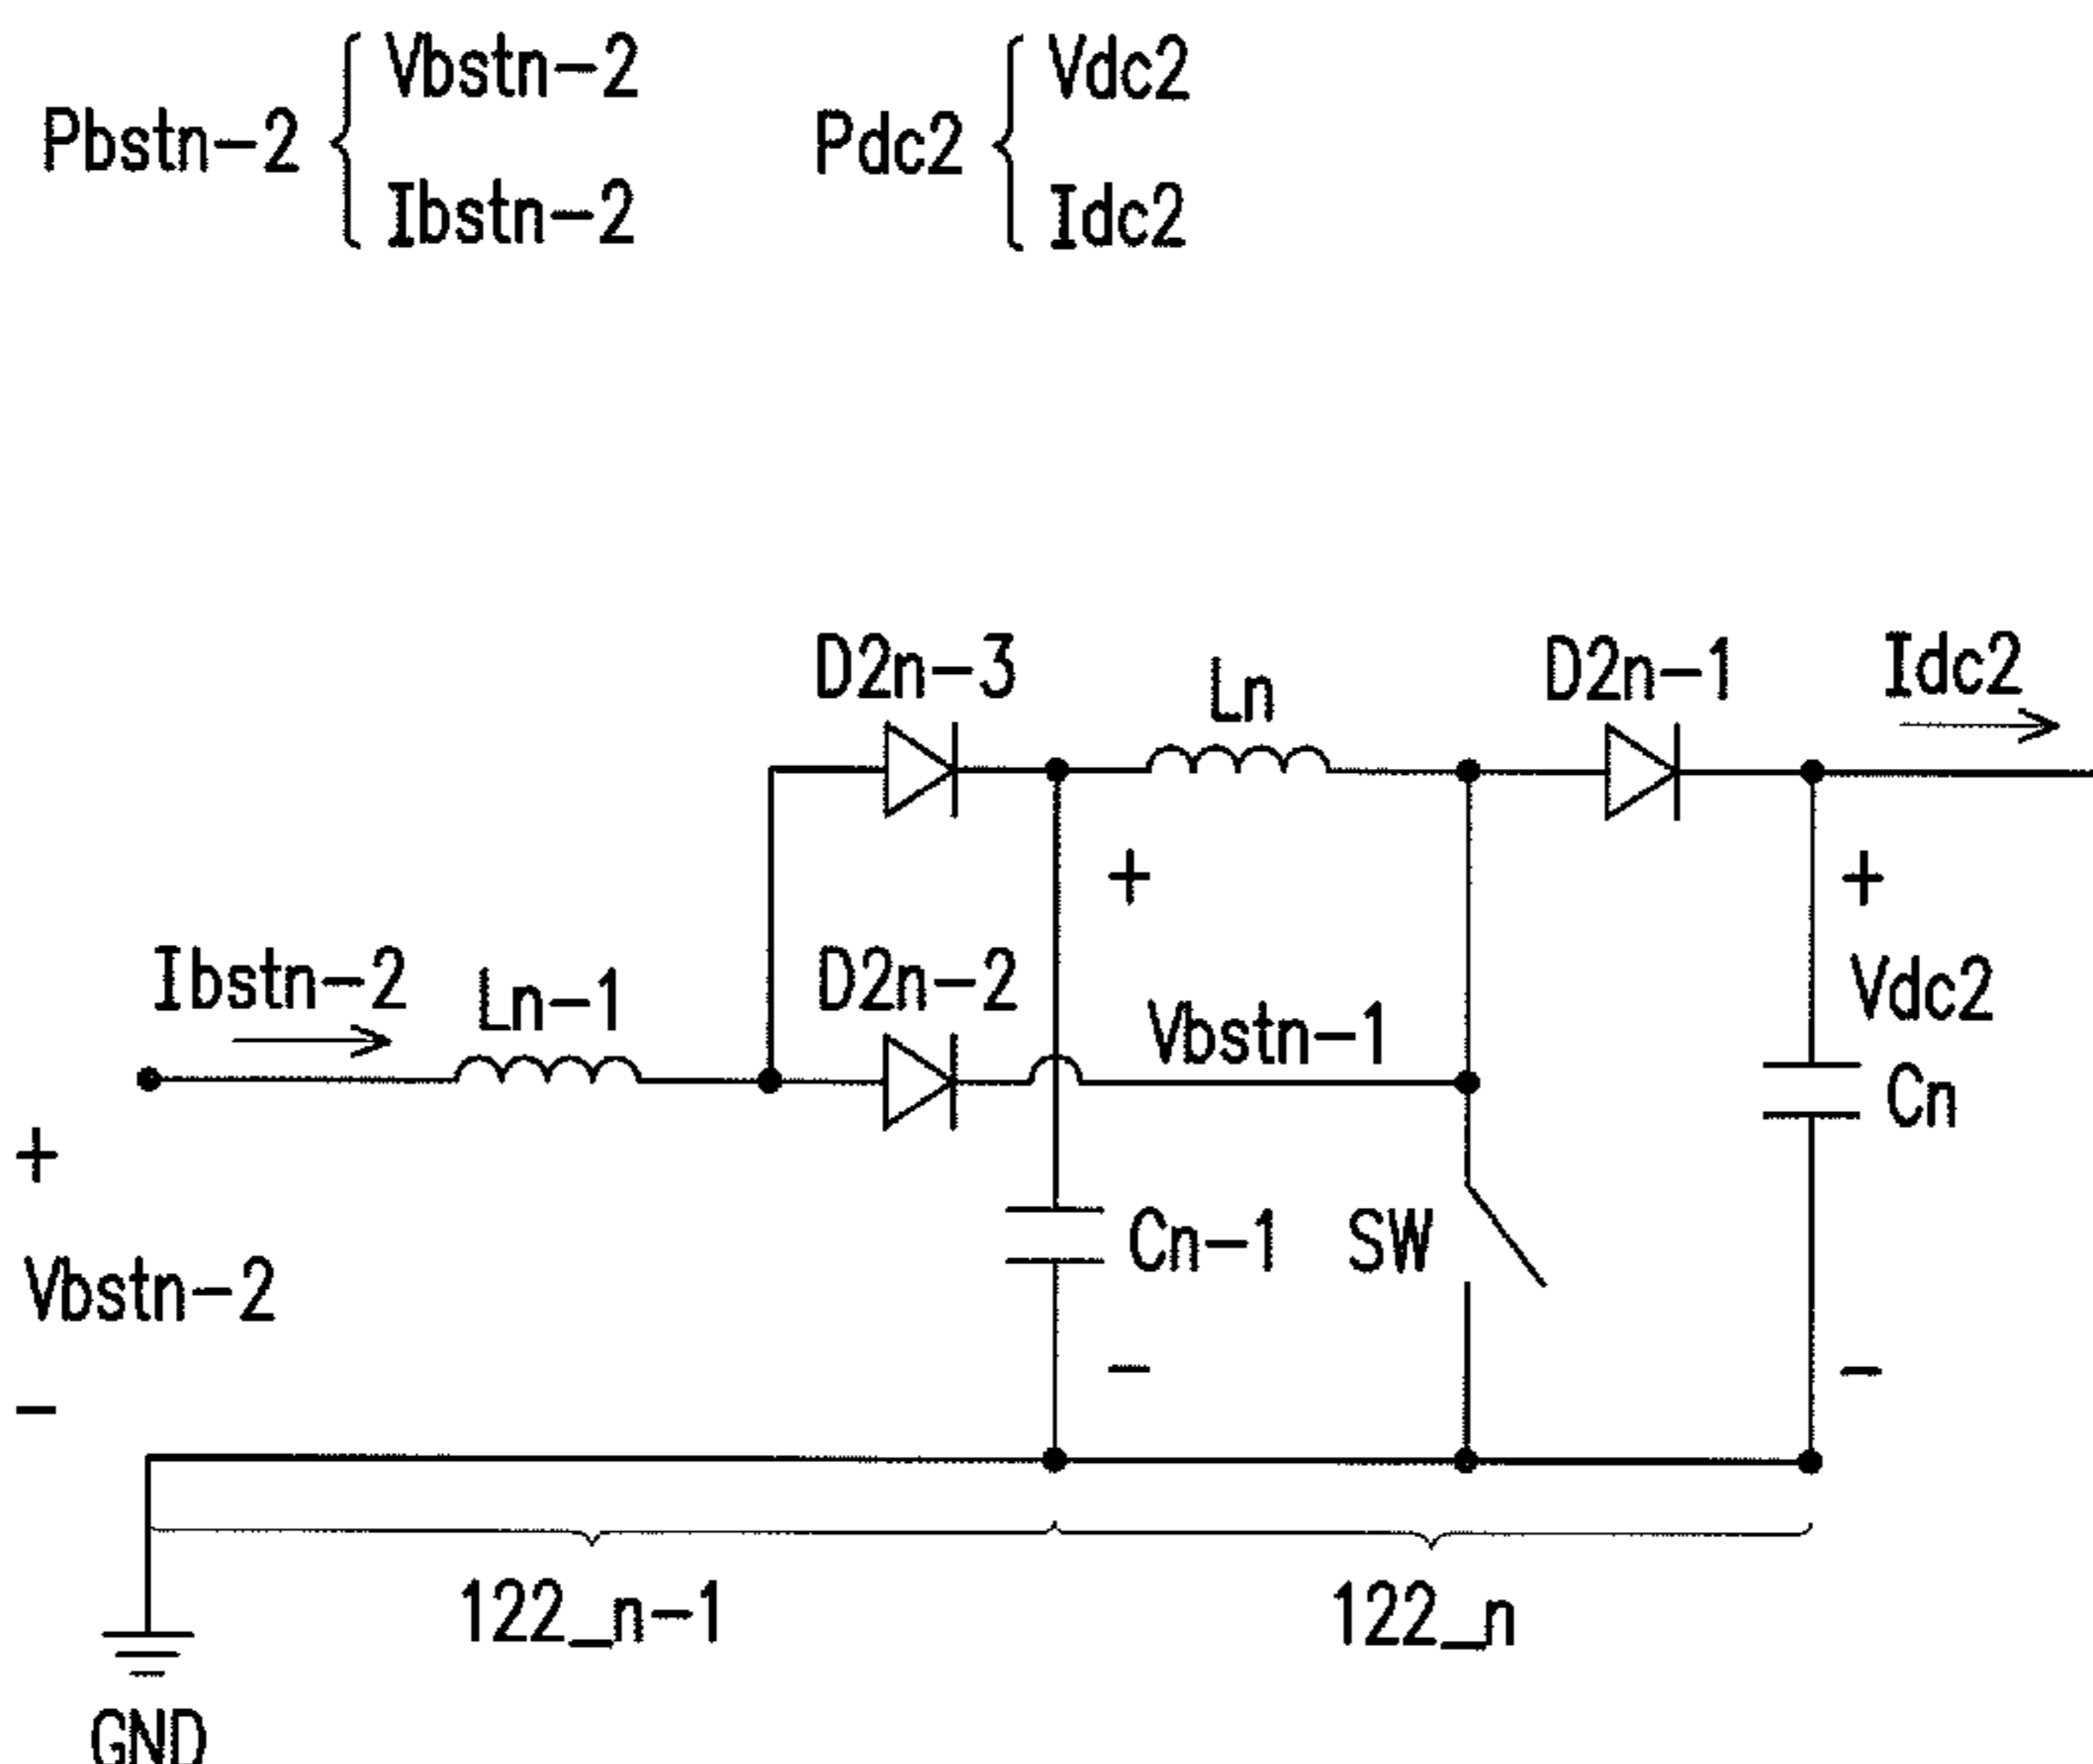 Vbstn-2
Pbstn-2
Ibstn-2
Vdc2
Pdc2
Idc2
D2n-3
Ln
D2n-1
Idc2
+
+
Ibstn-2
Ln-1
D2n-2
Vbstn-1
Vdc2
Cn
+
Vbstn-2
-
Cn-1
SW
-
-
122_n-1
122_n
GND